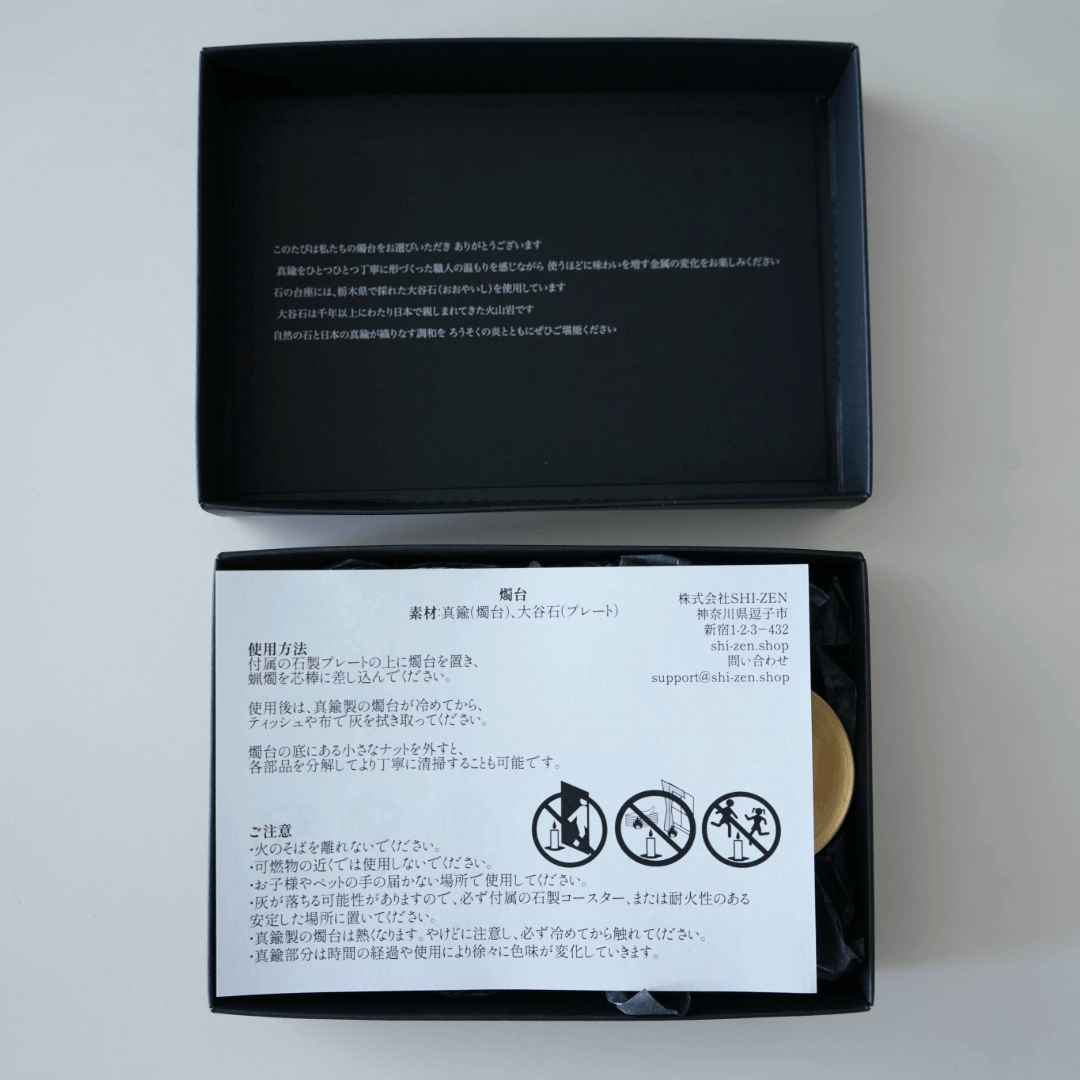 このたびは私たちの燭台をお選びいただき ありがとうございます
真鍮をひとつひとつ丁寧に形づくった職人の温もりを感じながら 使うほどに味わいを増す金属の変化をお楽しみください
石の台座には、栃木県で採れた大谷石(おおやいし)を使用しています
大谷石は千年以上にわたり日本で親しまれてきた火山岩です
自然の石と日本の真鍮が織りなす調和を ろうそくの炎とともにぜひご堪能ください
燭台
素材:真鍮(燭台)、大谷石(プレート)
株式会社SHI-ZEN
神奈川県逗子市
新宿1-2-3-432
shi-zen.shop
問い合わせ
support@shi-zen.shop
使用方法
付属の石製プレートの上に燭台を置き、
蝋燭を芯棒に差し込んでください。
使用後は、真鍮製の燭台が冷めてから、
ティッシュや布で灰を拭き取ってください。
燭台の底にある小さなナットを外すと、
各部品を分解してより丁寧に清掃することも可能です。
ご注意
・火のそばを離れないでください。
・可燃物の近くでは使用しないでください。
・お子様やペットの手の届かない場所で使用してください。
・灰が落ちる可能性がありますので、必ず付属の石製コースター、または耐火性のある
安定した場所に置いてください。
・真鍮製の燭台は熱くなります。やけどに注意し、必ず冷めてから触れてください。
・真鍮部分は時間の経過や使用により徐々に色味が変化していきます。